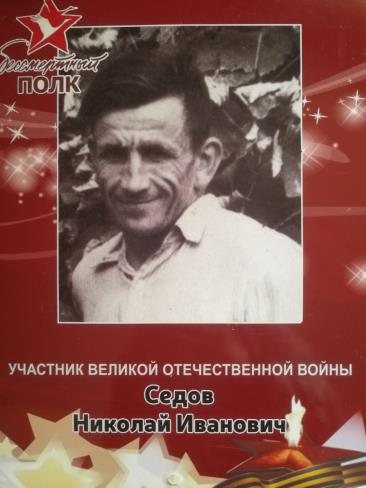 Бессмертный
ПОЛК
УЧАСТНИК ВЕЛИКОЙ ОТЕЧЕСТВЕННОЙ ВОЙНЫ
Седов
Николай Иванович